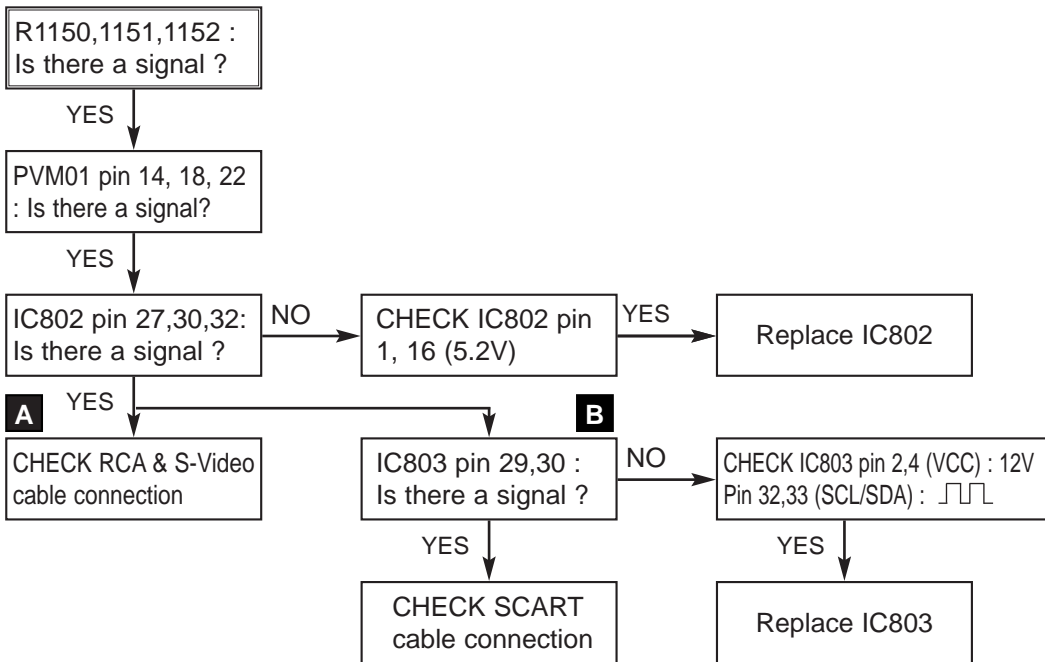 R1150,1151,1152 :
Is there a signal ?
YES
PVM01 pin 14, 18, 22
: Is there a signal?
YES
IC802 pin 27,30,32:
Is there a signal ?
NO
CHECK IC802 pin
1, 16 (5.2V)
YES
Replace IC802
A
YES
B
CHECK RCA & S-Video
cable connection
IC803 pin 29,30 :
Is there a signal ?
NO
CHECK IC803 pin 2,4 (VCC) : 12V
Pin 32,33 (SCL/SDA) :
YES
YES
CHECK SCART
cable connection
Replace IC803